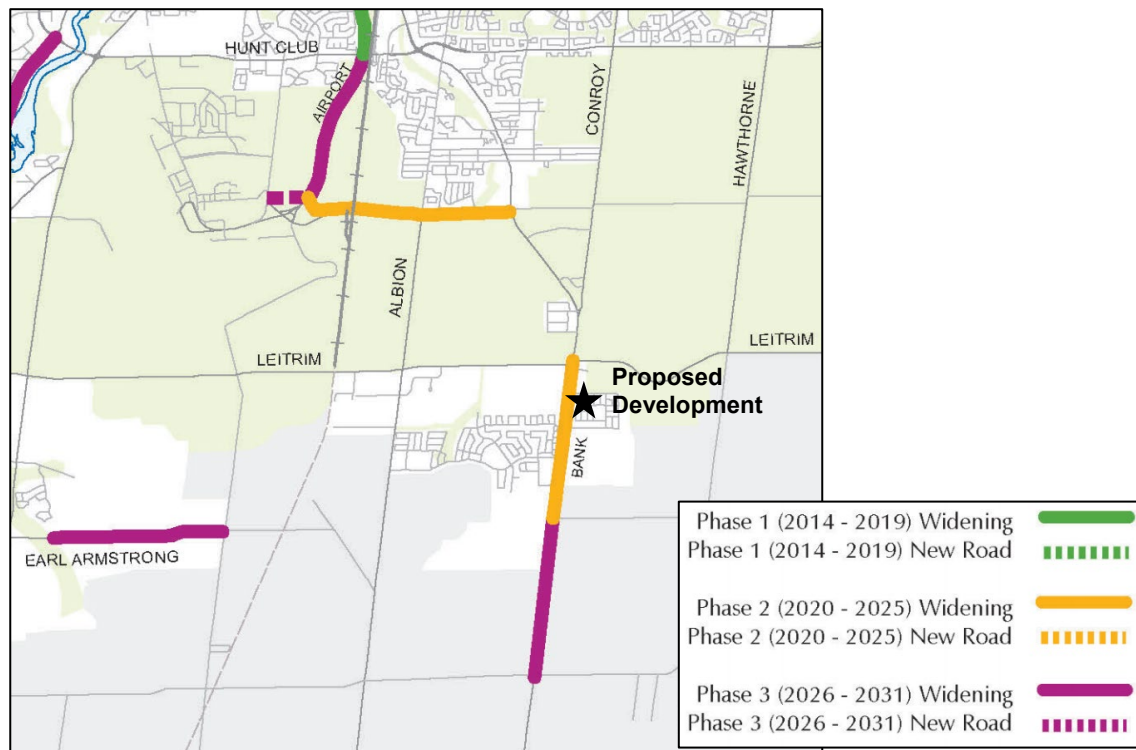 HUNT CLUB
AIRPORT
CONROY
HAWTHORNE
ALBION
LEITRIM
LEITRIM
Proposed
Development
BANK
EARL ARMSTRONG
Phase 1 (2014 - 2019) Widening
Phase 1 (2014 - 2019) New Road
Phase 2 (2020 - 2025) Widening
Phase 2 (2020 - 2025) New Road
Phase 3 (2026 - 2031) Widening
Phase 3 (2026 - 2031) New Road